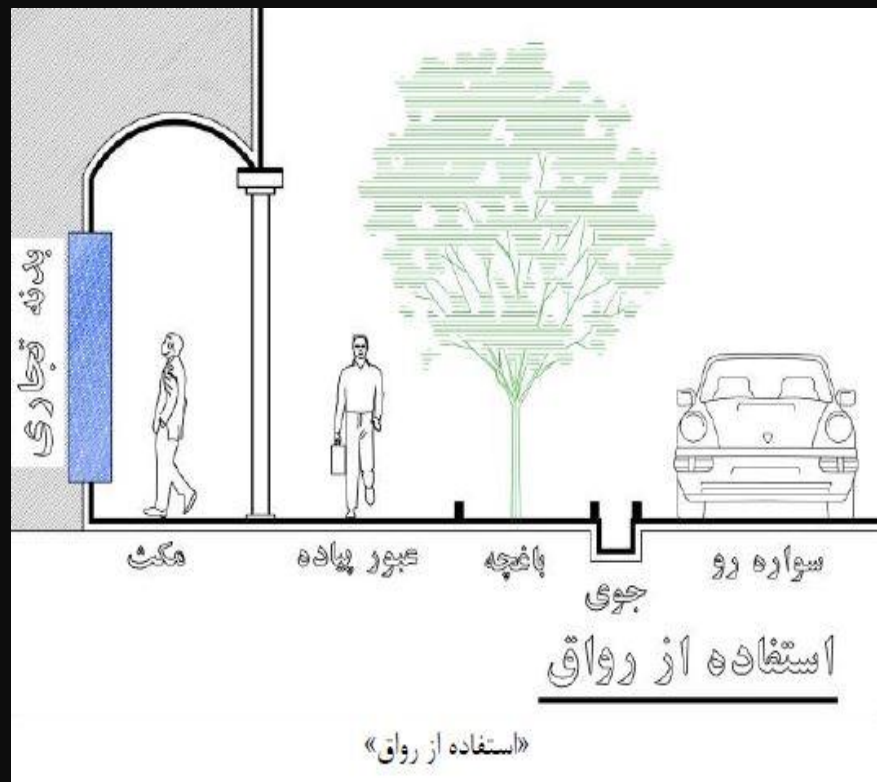 بدنه تجاری
سواره رو
جوی
باغچه
عبور پیاده
مکث
استفاده از رواق
«استفاده از رواق»